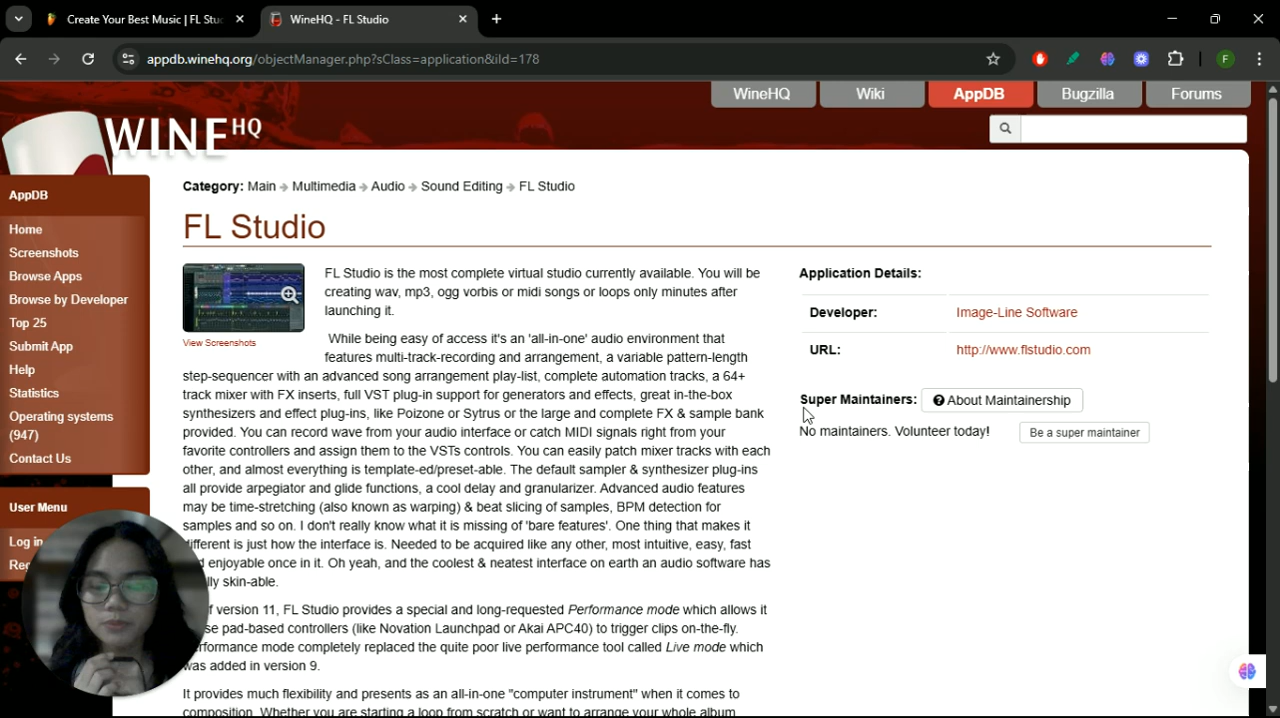 Create Your Best Music | FL Stu
WineHQ - FL Studio
appdb.winehq.org/objectManager.php?sClass=application&iId=178
F
WineHQ
Wiki
AppDB
Bugzilla
Forums
WINE HQ
AppDB
Home
Screenshots
Browse Apps
Browse by Developer
Top 25
Submit App
Help
Statistics
Operating systems
(947)
Contact Us
User Menu
Log in
Category: Main Multimedia Audio Sound Editing FL Studio
FL Studio
View Screenshots
FL Studio is the most complete virtual studio currently available. You will be
creating wav, mp3, ogg vorbis or midi songs or loops only minutes after
launching it.
While being easy of access it's an 'all-in-one' audio environment that
features multi-track-recording and arrangement, a variable pattern-length
step-sequencer with an advanced song arrangement play-list, complete automation tracks, a 64+
track mixer with FX inserts, full VST plug-in support for generators and effects, great in-the-box
synthesizers and effect plug-ins, like Poizone or Sytrus or the large and complete FX & sample bank
provided. You can record wave from your audio interface or catch MIDI signals right from your
favorite controllers and assign them to the VSTs controls. You can easily patch mixer tracks with each
other, and almost everything is template-ed/preset-able. The default sampler & synthesizer plug-ins
all provide arpegiator and glide functions, a cool delay and granularizer. Advanced audio features
may be time-stretching (also known as warping) & beat slicing of samples, BPM detection for
samples and so on. I don't really know what it is missing of 'bare features'. One thing that makes it
different is just how the interface is. Needed to be acquired like any other, most intuitive, easy, fast
enjoyable once in it. Oh yeah, and the coolest & neatest interface on earth an audio software has
skin-able.
version 11, FL Studio provides a special and long-requested Performance mode which allows it
pad-based controllers (like Novation Launchpad or Akai APC40) to trigger clips on-the-fly.
Performance mode completely replaced the quite poor live performance tool called Live mode which
was added in version 9.
It provides much flexibility and presents as an all-in-one "computer instrument" when it comes to
composition. Whether you are starting a loop from scratch or want to arrange your whole album
Application Details:
Developer: Image-Line Software
URL: http://www.flstudio.com
Super Maintainers: About Maintainership
No maintainers. Volunteer today! Be a super maintainer